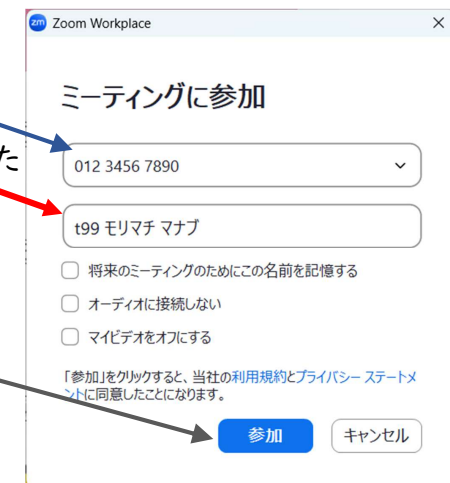 zm Zoom Workplace
ミーティングに参加
た
012 3456 7890
t99 モリマチ マナブ
将来のミーティングのためにこの名前を記憶する
オーディオに接続しない
マイビデオをオフにする
「参加」をクリックすると、当社の利用規約とプライバシー ステートメ
ントに同意したことになります。
参加 キャンセル